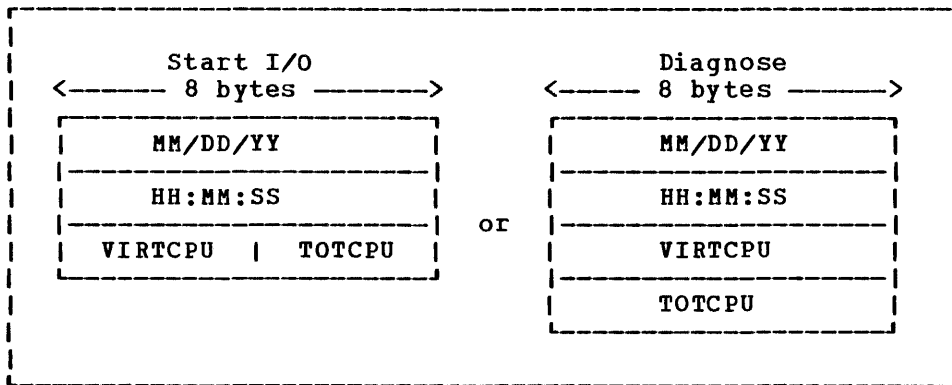 Start I/O Diagnose
<------ 8 bytes -------> <----- 8 bytes ------>
MM/DD/YY MM/DD/YY
HH:MM:SS HH:MM:SS
or
VIRTCPU | TOTCPU VIRTCPU
TOTCPU